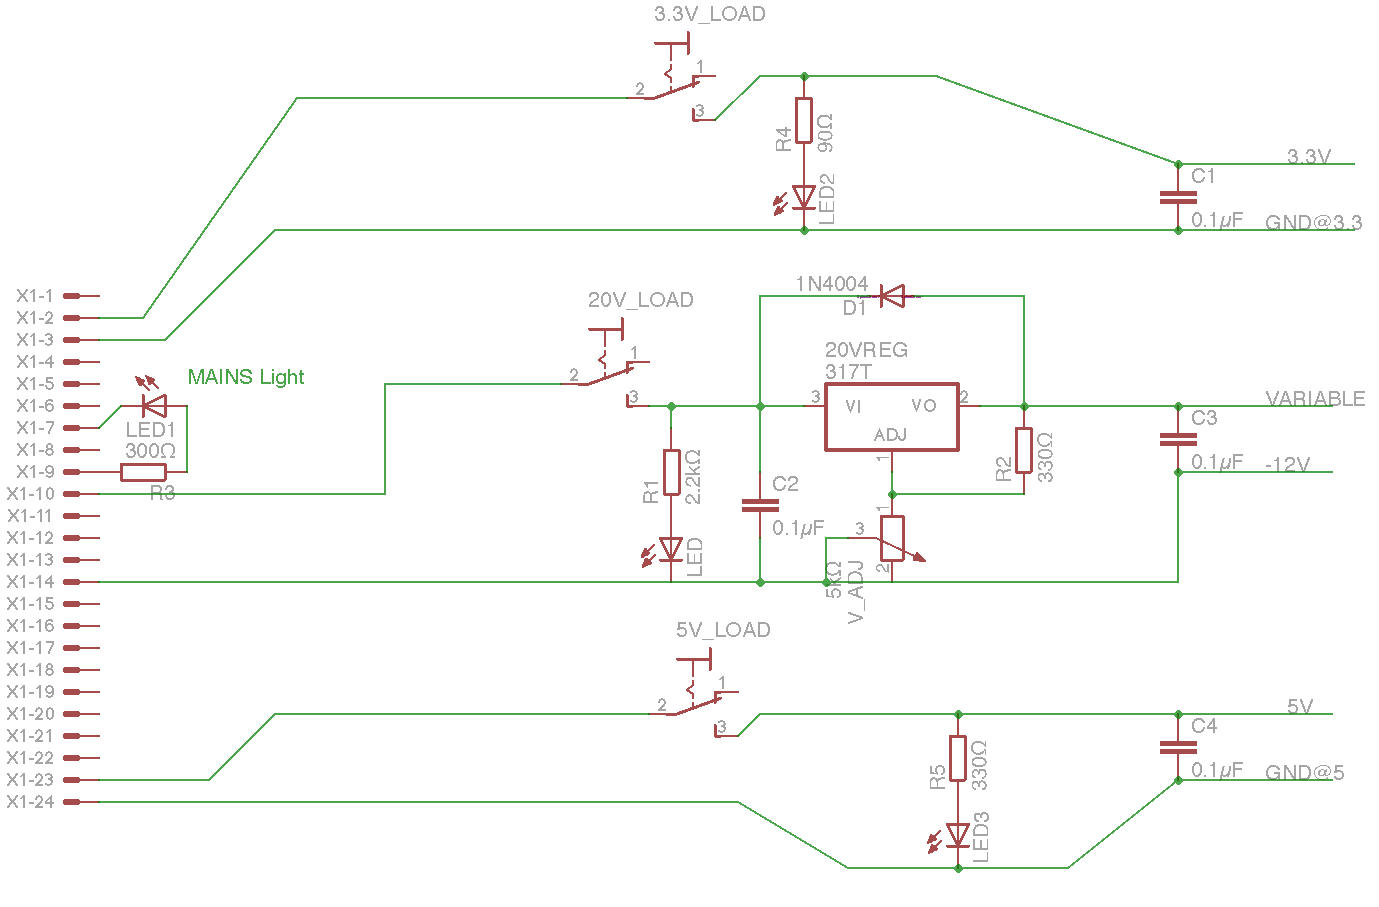 3.3V_LOAD
1
2
3
R4
90Ω
LED2
3.3V
C1
0.1µF
GND@3.3
X1-1
X1-2
X1-3
X1-4
X1-5
X1-6
X1-7
X1-8
X1-9
X1-10
X1-11
X1-12
X1-13
X1-14
X1-15
X1-16
X1-17
X1-18
X1-19
X1-20
X1-21
X1-22
X1-23
X1-24
MAINS Light
LED1
300Ω
R3
20V_LOAD
1
2
3
R1
2.2kΩ
LED
1N4004
D1
20VREG
317T
3
VI
VO
2
ADJ
1
C2
0.1µF
R2
330Ω
1
3
2
5kΩ
V_ADJ
VARIABLE
C3
0.1µF
-12V
5V_LOAD
1
2
3
R5
330Ω
LED3
5V
C4
0.1µF
GND@5